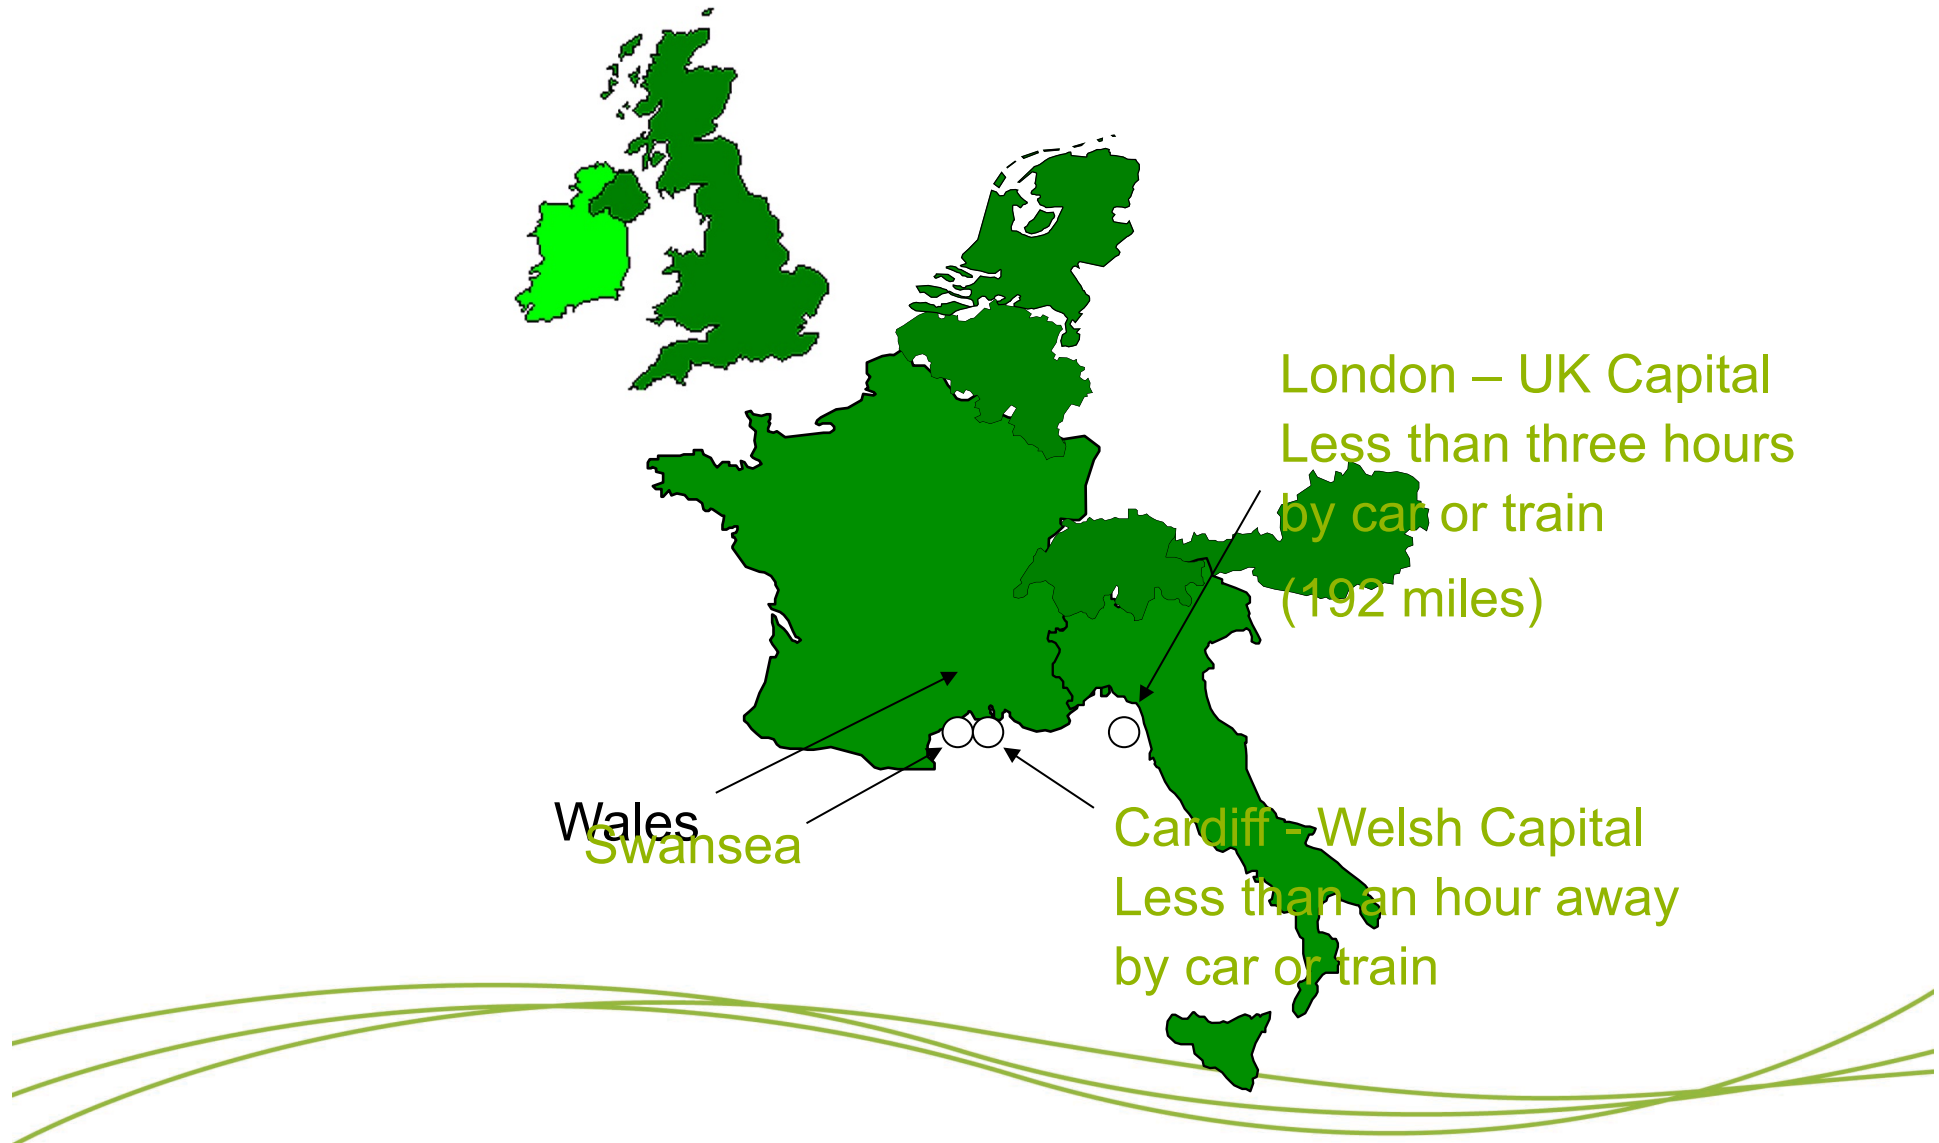 London – UK Capital
Less than three hours
by car or train
(192 miles)
Wales
Swansea
Cardiff - Welsh Capital
Less than an hour away
by car or train